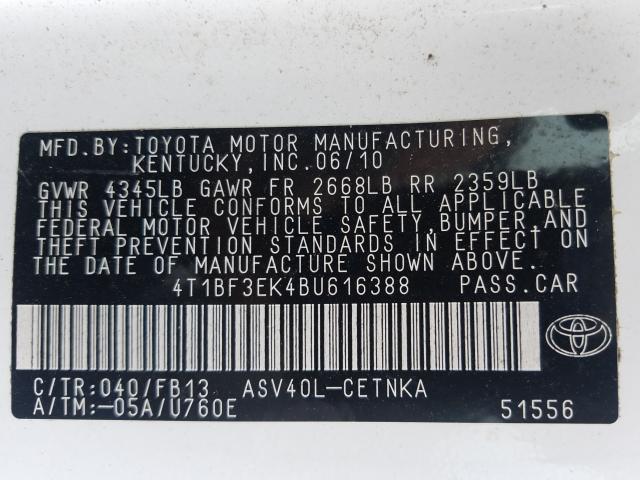 MFD.BY:TOYOTA MOTOR MANUFACTURING,
KENTUCKY,INC.06/10
GVWR 4345LB GAWR FR 2668LB RR 2359LB
THIS VEHICLE CONFORMS TO ALL APPLICABLE
FEDERAL MOTOR VEHICLE SAFETY,BUMPER,AND
THEFT PREVENTION STANDARDS IN EFFECT ON
THE DATE OF MANUFACTURE SHOWN ABOVE.
4T1BF3EK4BU616388 PASS.CAR
C/TR:040/FB13 ASV40L-CETNKA
A/TM:-05A/U760E 51556